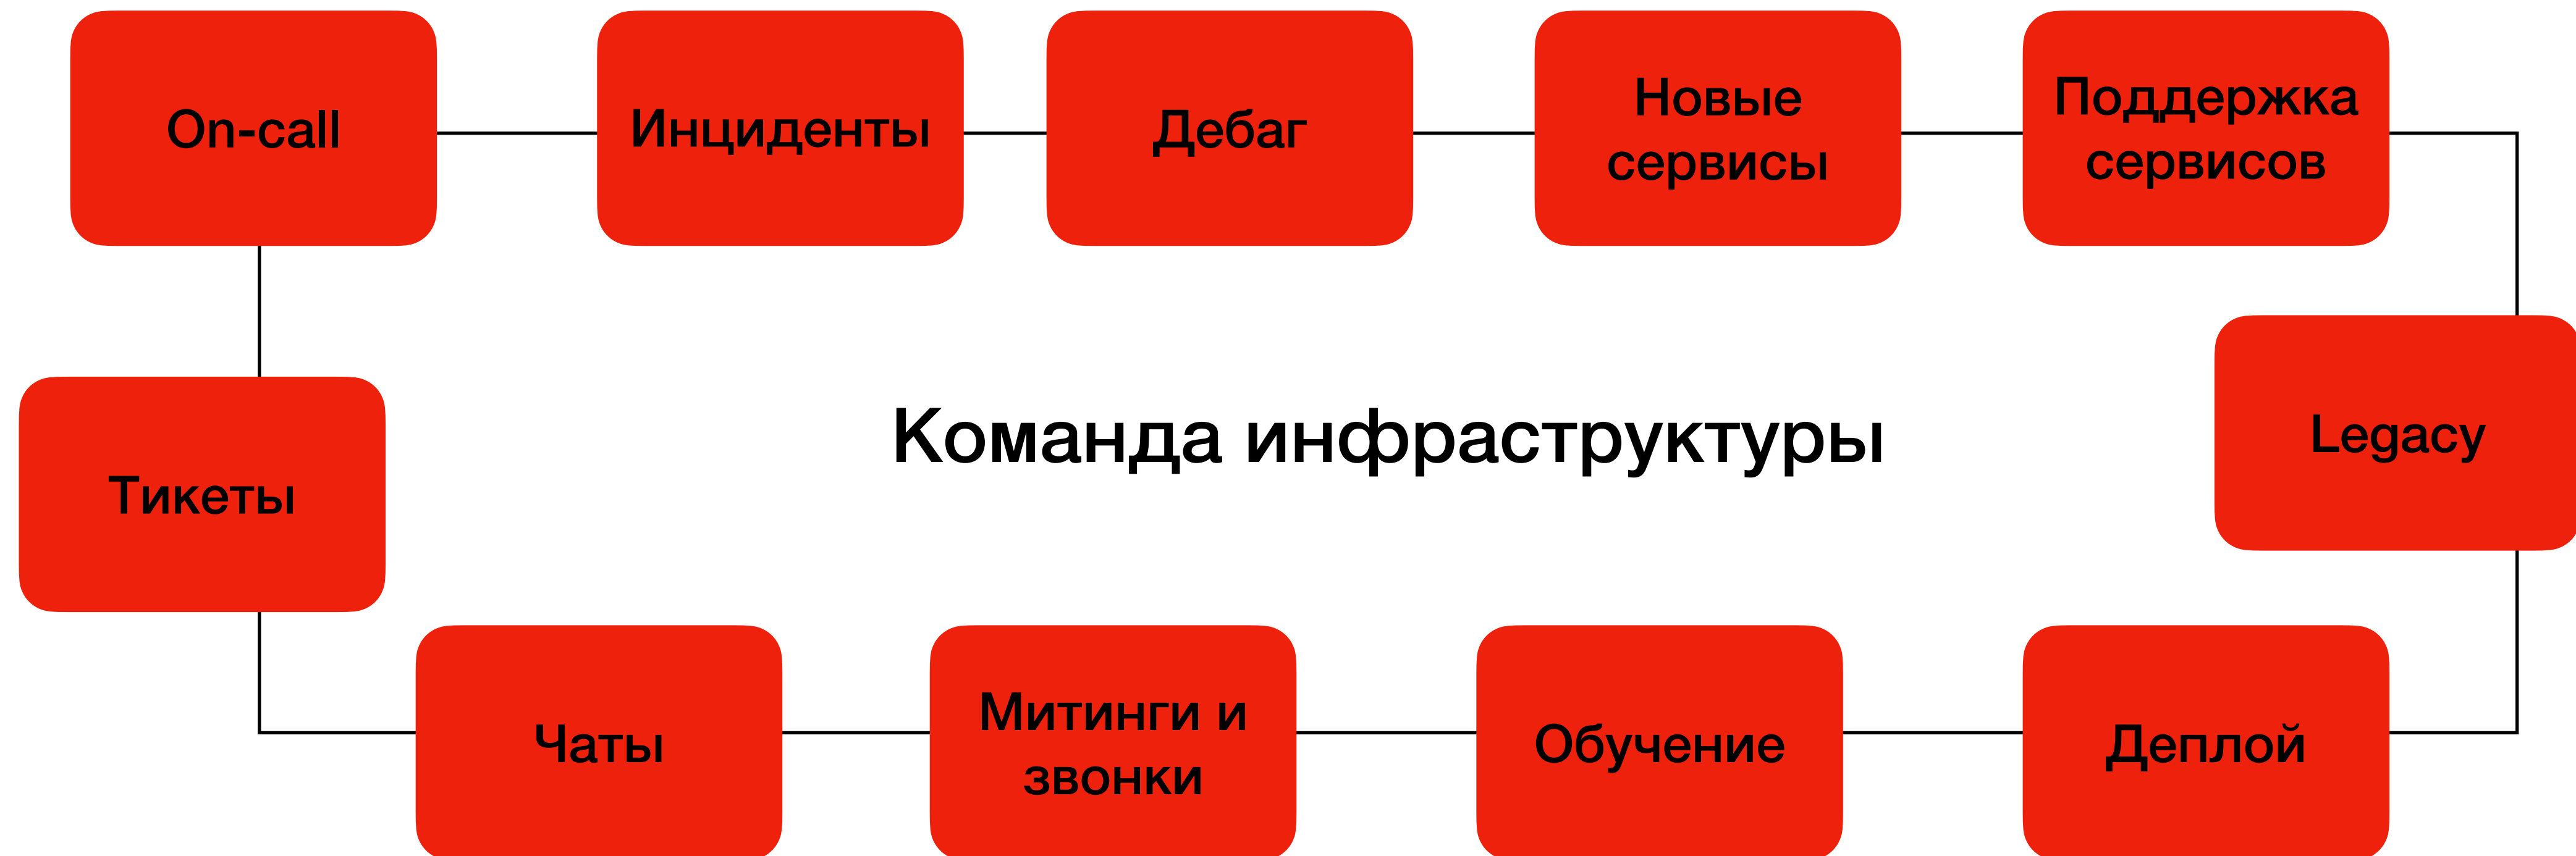 On-call
Инциденты
Дебаг
Новые
сервисы
Поддержка
сервисов
Legacy
Команда инфраструктуры
Тикеты
Чаты
Митинги и
звонки
Обучение
Деплой